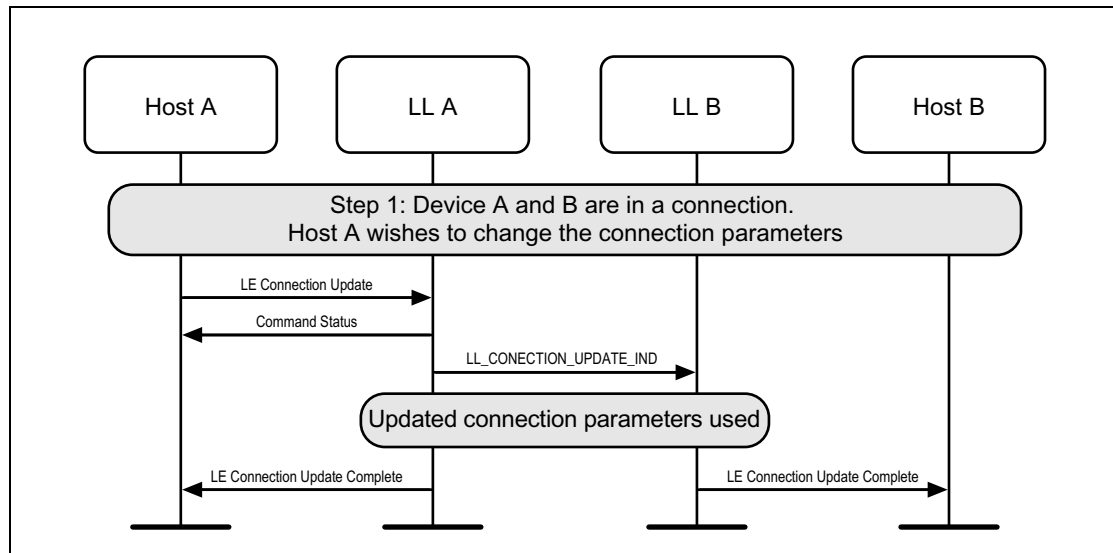 Host A
LL A
LL B
Host B
Step 1: Device A and B are in a connection.
Host A wishes to change the connection parameters
LE Connection Update
Command Status
LL_CONECTION_UPDATE_IND
Updated connection parameters used
LE Connection Update Complete
LE Connection Update Complete